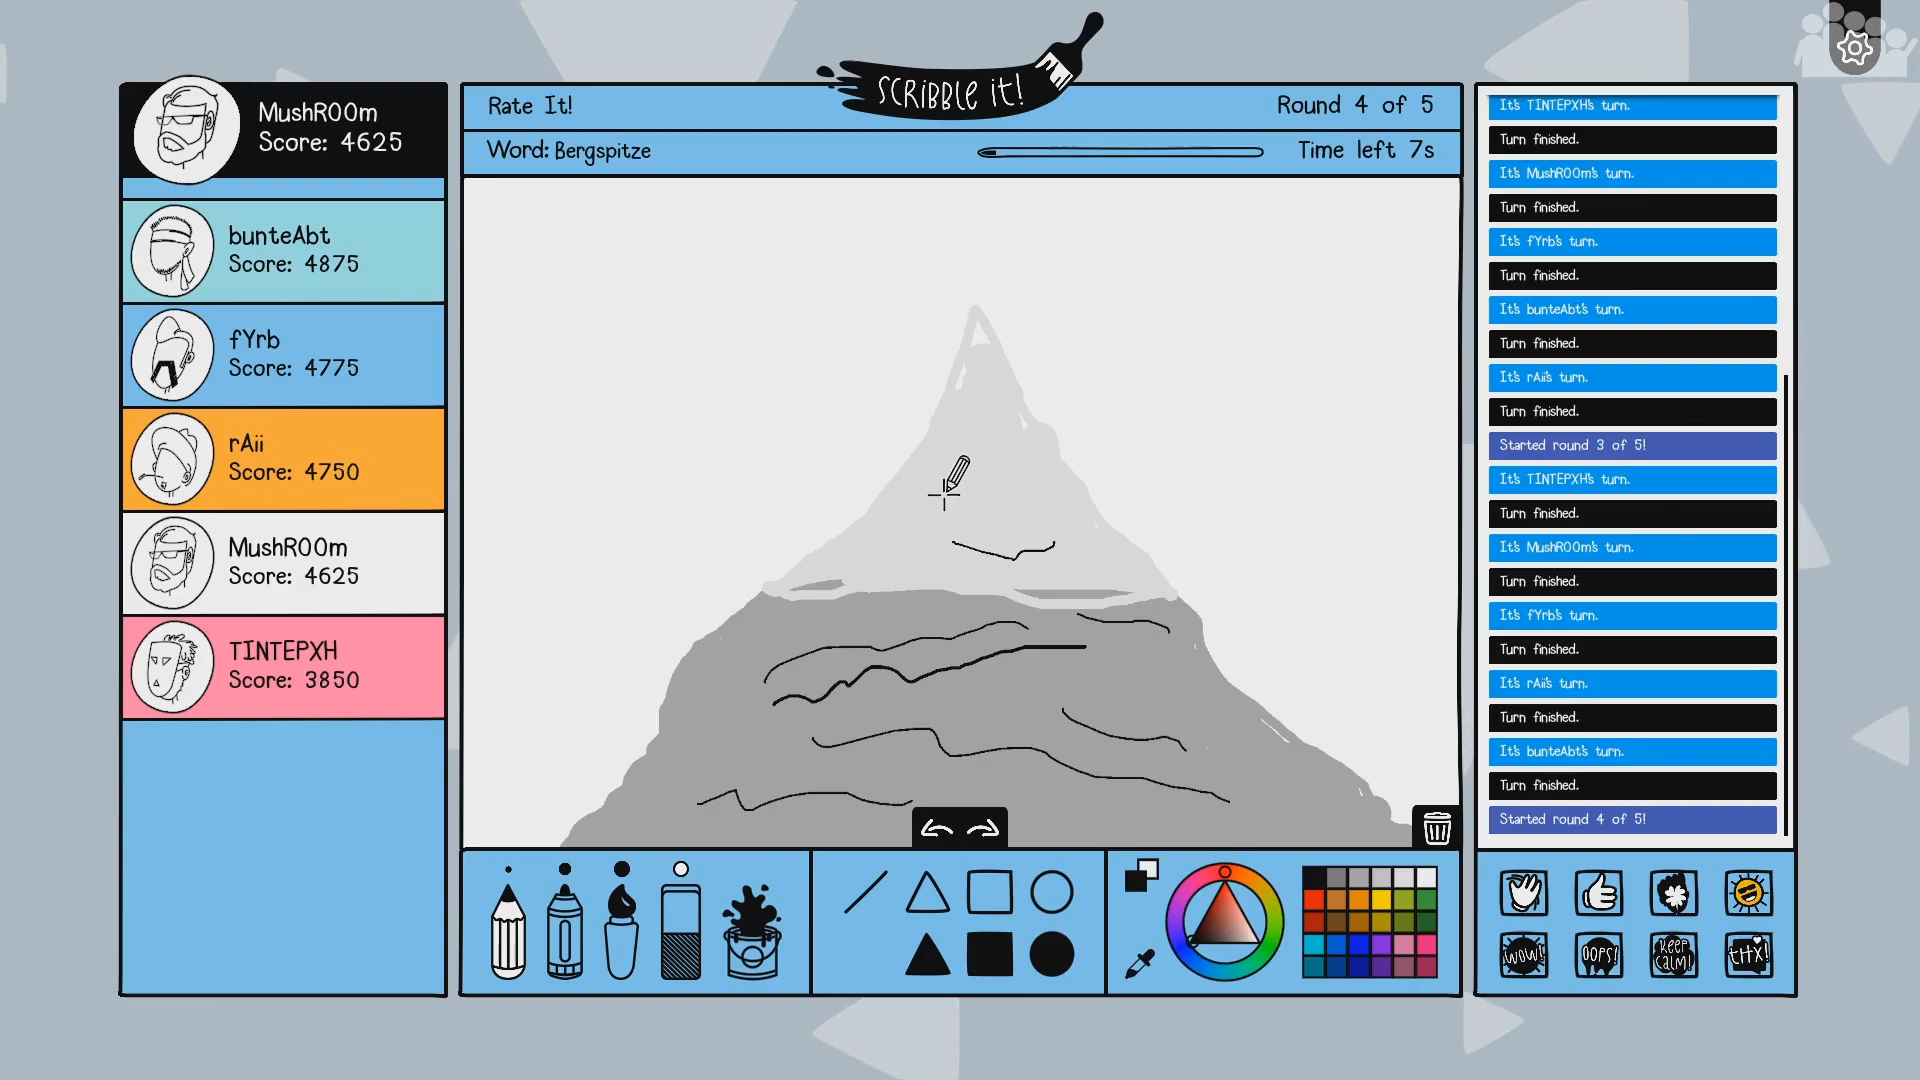 SCRiBBLE iT!
MushR00m
Score: 4625
bunteAbt
Score: 4875
fYrb
Score: 4775
rAii
Score: 4750
MushR00m
Score: 4625
TINTEPXH
Score: 3850
Rate It!
Round 4 of 5
Word: Bergspitze
Time left 7s
It's TINTEPXH's turn.
Turn finished.
It's MushR00m's turn.
Turn finished.
It's fYrb's turn.
Turn finished.
It's bunteAbt's turn.
Turn finished.
It's rAii's turn.
Turn finished.
Started round 3 of 5!
It's TINTEPXH's turn.
Turn finished.
It's MushR00m's turn.
Turn finished.
It's fYrb's turn.
Turn finished.
It's rAii's turn.
Turn finished.
It's bunteAbt's turn.
Turn finished.
Started round 4 of 5!
WOW!
OOPS!
KEEP
CALM!
tHX!